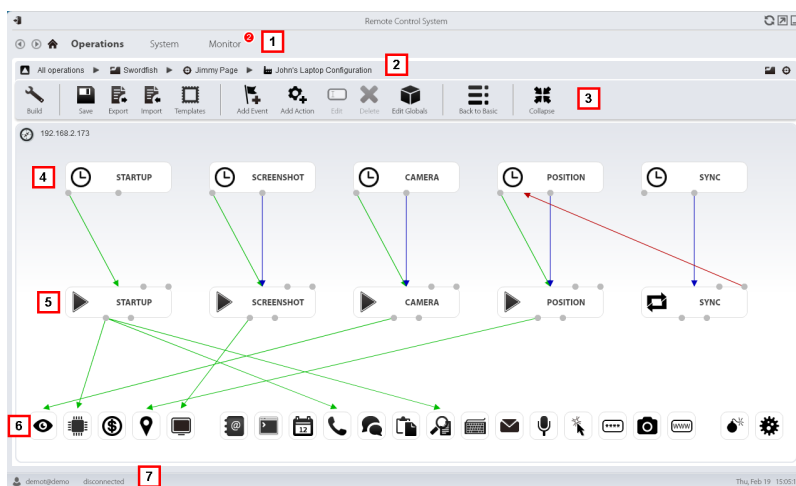 Remote Control System
Operations System Monitor 2 1
All operations Swordfish Jimmy Page John's Laptop Configuration 2
Build Save Export Import Templates Add Event Add Action Edit Delete Edit Globals Back to Basic Collapse 3
192.168.2.173
4 STARTUP SCREENSHOT CAMERA POSITION SYNC
5 STARTUP SCREENSHOT CAMERA POSITION SYNC
6 $ @ 12 **** WWW
7
demot@demo disconnected Thu, Feb 19